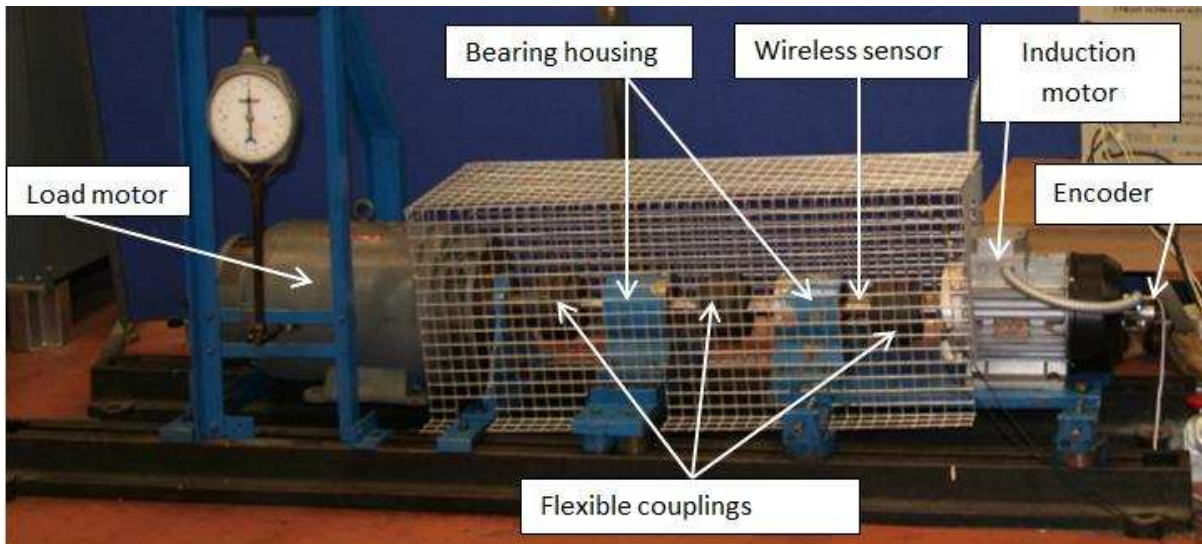 Bearing housing
Wireless sensor
Induction
motor
Load motor
Encoder
Flexible couplings